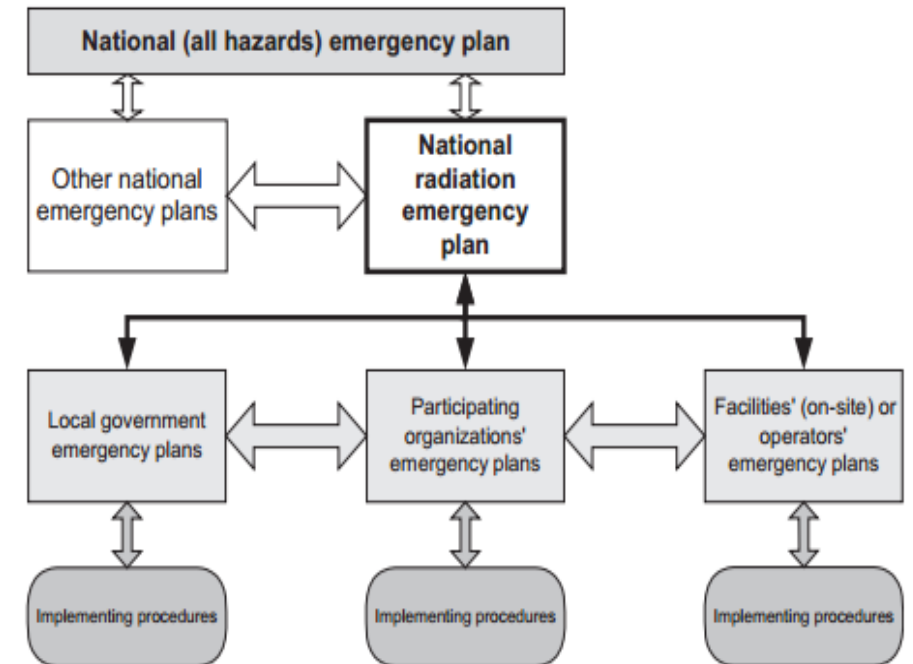 National (all hazards) emergency plan
Other national
emergency plans
National
radiation
emergency
plan
Local government
emergency plans
Participating
organizations'
emergency plans
Facilities' (on-site) or
operators'
emergency plans
Implementing procedures
Implementing procedures
Implementing procedures